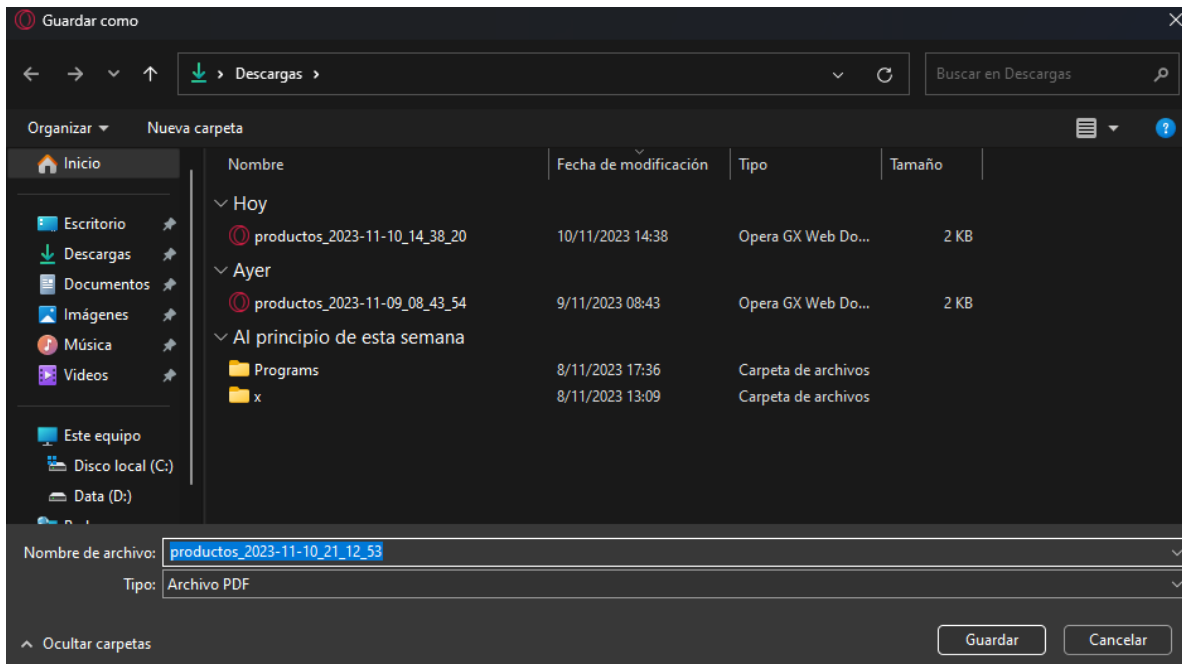 Guardar como
Descargas
Buscar en Descargas
Organizar
Nueva carpeta
Inicio
Escritorio
Descargas
Documentos
Imágenes
Música
Videos
Este equipo
Disco local (C:)
Data (D:)
Nombre Fecha de modificación Tipo Tamaño
Hoy
productos_2023-11-10_14_38_20 10/11/2023 14:38 Opera GX Web Do... 2 KB
Ayer
productos_2023-11-09_08_43_54 9/11/2023 08:43 Opera GX Web Do... 2 KB
Al principio de esta semana
Programs 8/11/2023 17:36 Carpeta de archivos
x 8/11/2023 13:09 Carpeta de archivos
Nombre de archivo: productos_2023-11-10_21_12_53
Tipo: Archivo PDF
Ocultar carpetas
Guardar
Cancelar